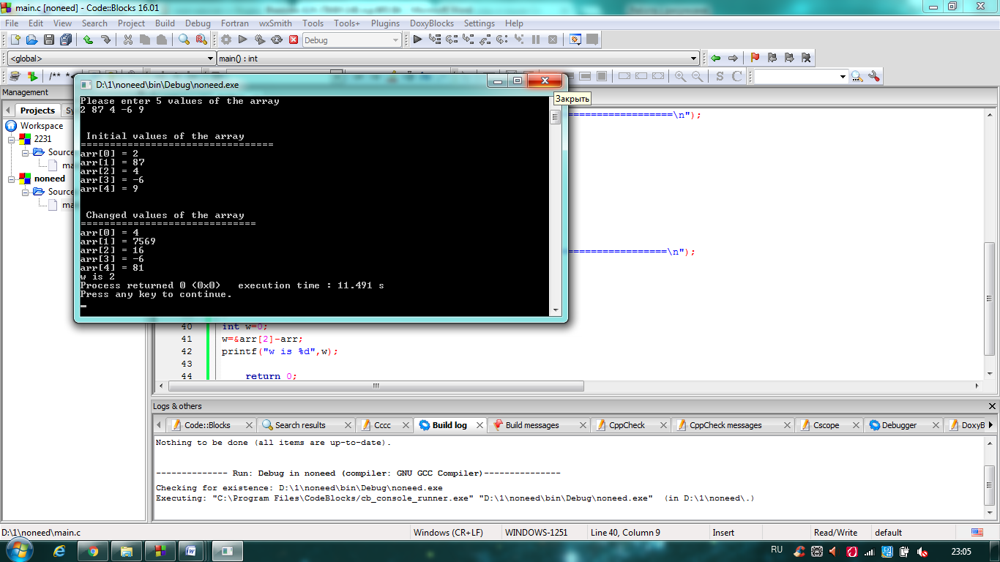 main.c [noneed] - Code::Blocks 16.01
File Edit View Search Project Build Debug Fortran wxSmith Tools Tools+ Plugins DoxyBlocks Settings Help
Debug
<global> main() : int
/** *
S C
Management
Projects Sy
Workspace
2231
Source
ma
noneed
Source
ma
D:\1\noneed\bin\Debug\noneed.exe
Закрыть
Please enter 5 values of the array
2 87 4 -6 9
Initial values of the array
=================================
arr[0] = 2
arr[1] = 87
arr[2] = 4
arr[3] = -6
arr[4] = 9
Changed values of the array
==============================
arr[0] = 4
arr[1] = 7569
arr[2] = 16
arr[3] = -6
arr[4] = 81
w is 2
Process returned 0 (0x0)   execution time : 11.491 s
Press any key to continue.
==================\n");
=================\n");
40 int w=0;
41 w=&arr[2]-arr;
42 printf("w is %d",w);
43
44 return 0;
Logs & others
Code::Blocks Search results Cccc Build log Build messages CppCheck CppCheck messages Cscope Debugger DoxyB
Nothing to be done (all items are up-to-date).
-------------- Run: Debug in noneed (compiler: GNU GCC Compiler)---------------
Checking for existence: D:\1\noneed\bin\Debug\noneed.exe
Executing: "C:\Program Files\CodeBlocks/cb_console_runner.exe" "D:\1\noneed\bin\Debug\noneed.exe"  (in D:\1\noneed\.)
D:\1\noneed\main.c Windows (CR+LF) WINDOWS-1251 Line 40, Column 9 Insert Read/Write default
RU 23:05